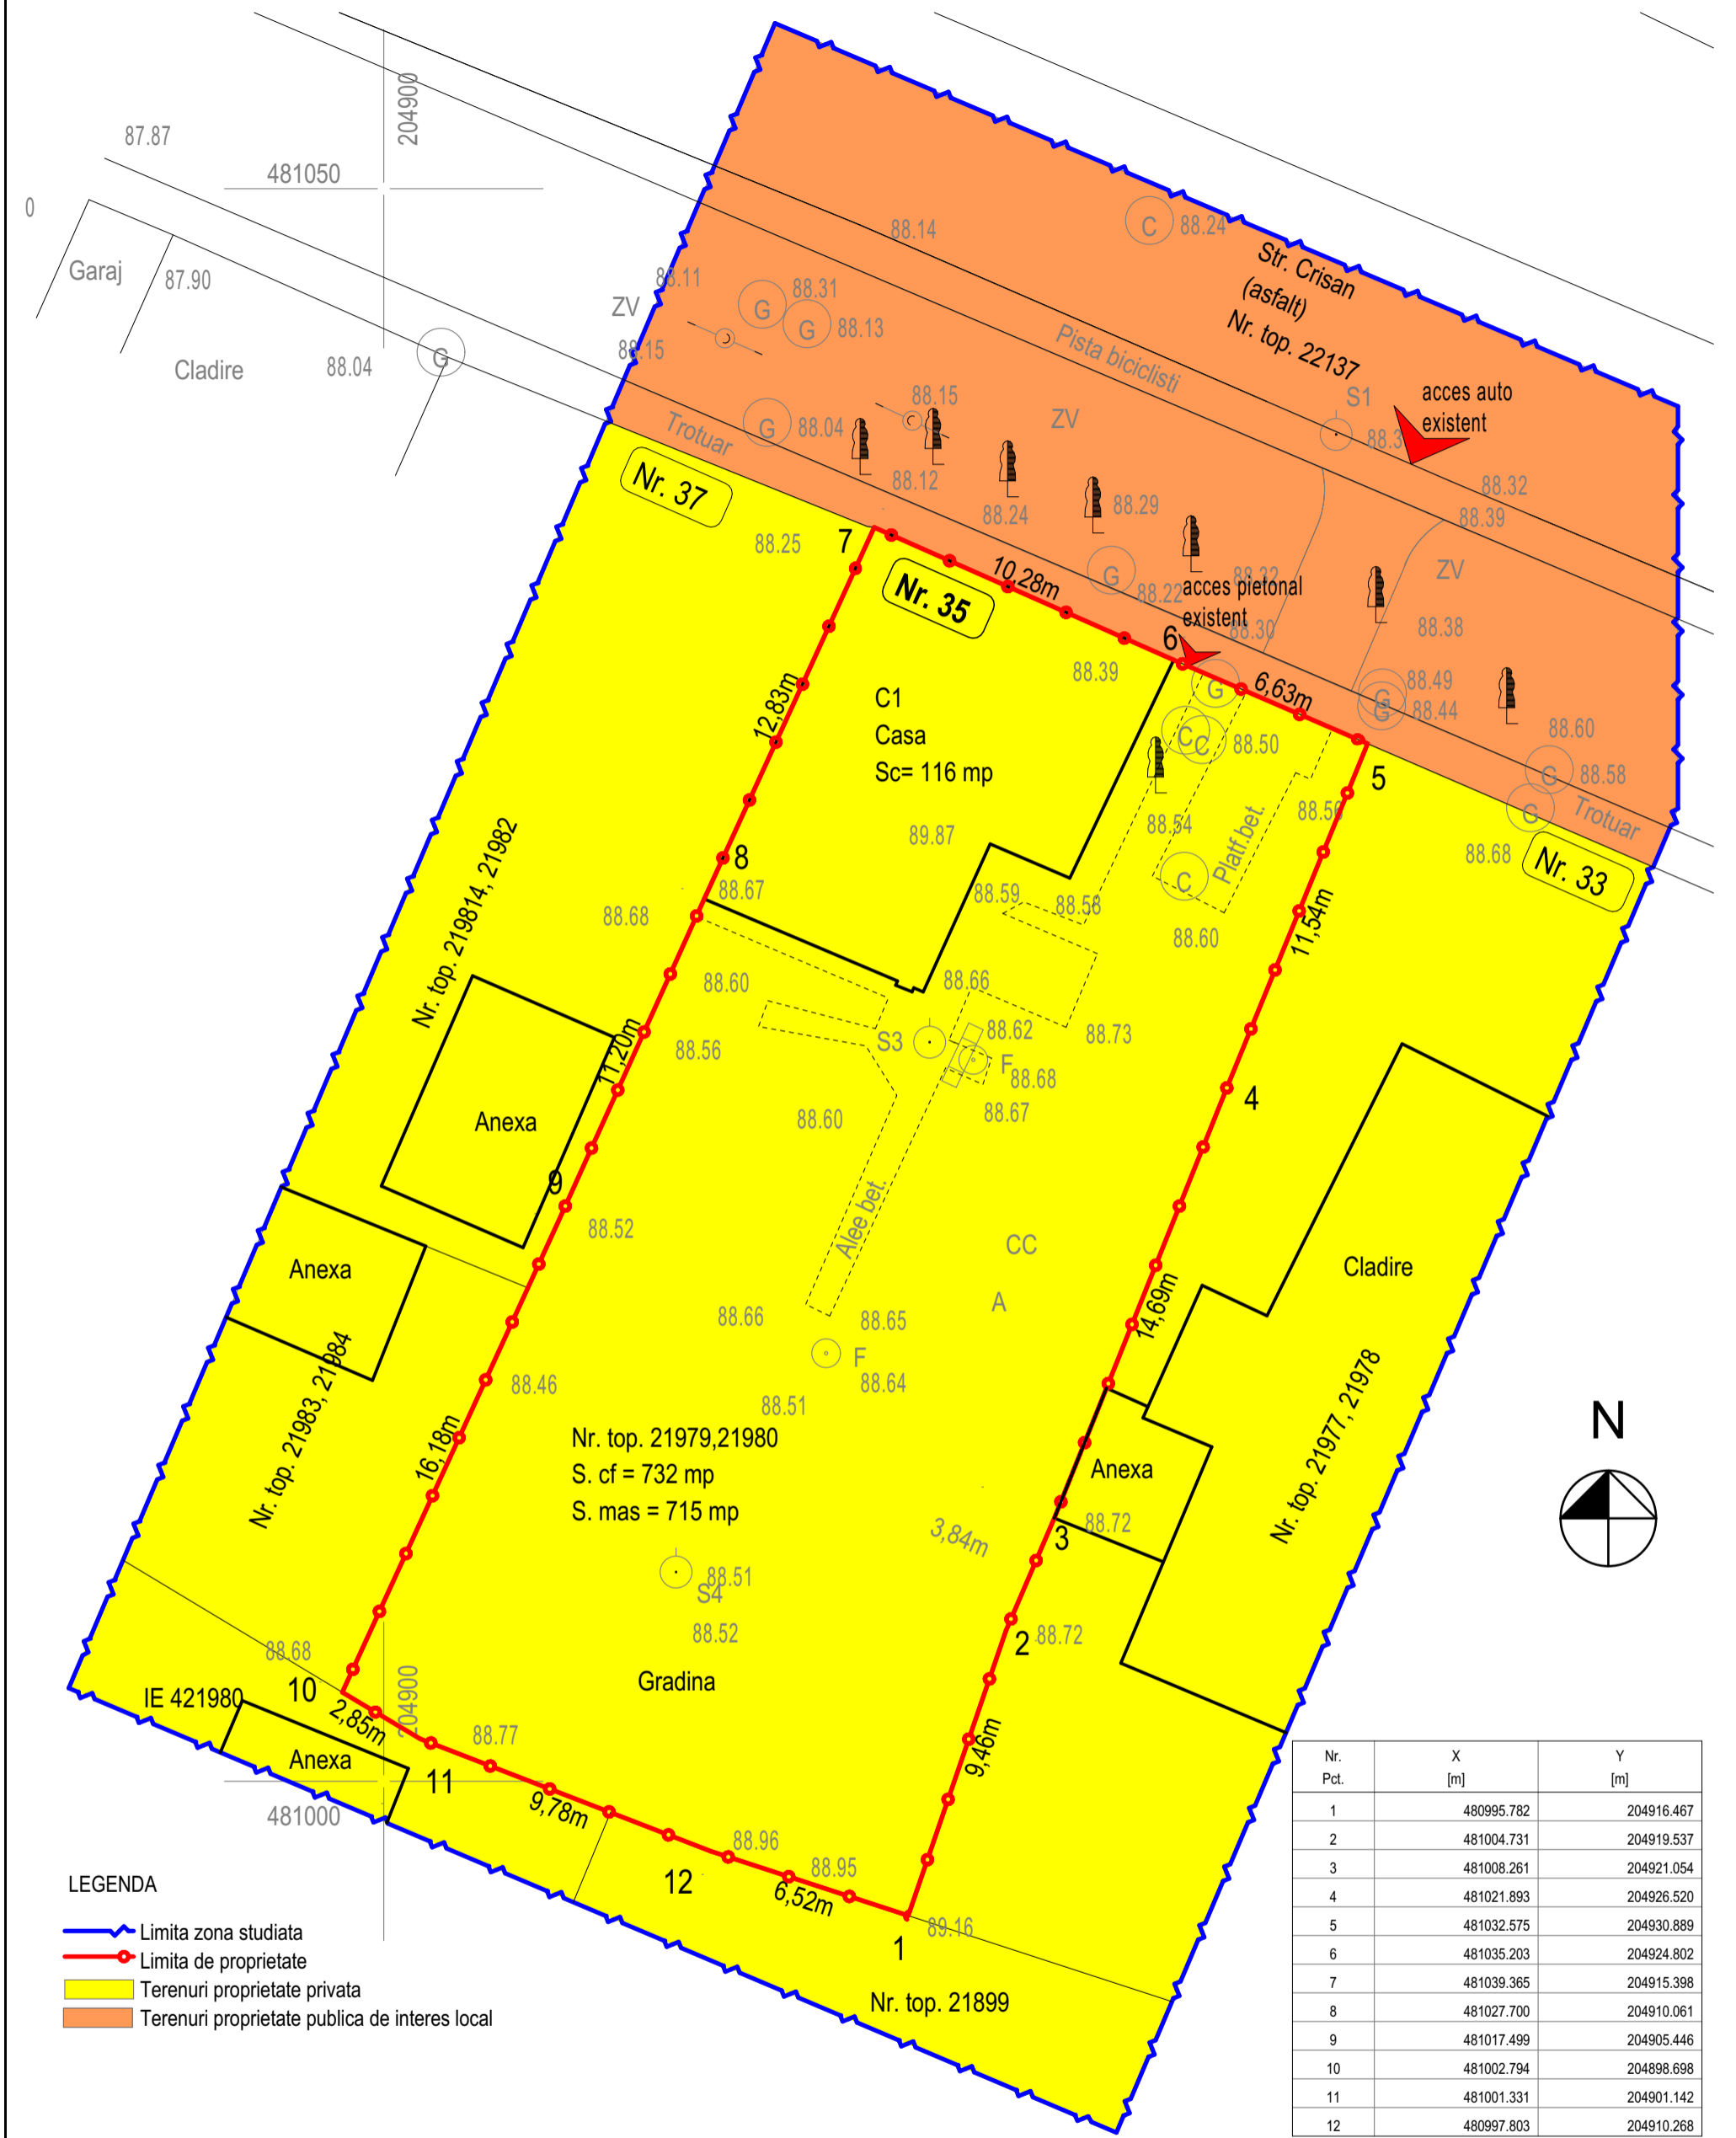 204900
87.87
481050
0
88.14
C
88.24
Str. Crisan
(asfalt)
Nr. top. 22137
Garaj
87.90
88.11
ZV
G
88.31
G
88.13
88.15
Pista biciclisti
Cladire
88.04
G
S1
acces auto
existent
88.15
ZV
88.3
Trotuar
G
88.04
88.12
88.32
Nr. 37
88.24
88.29
88.39
88.25
7
10,28m
G
88.22
88.32
ZV
acces pietonal
existent
Nr. 35
88.30
88.38
6
88.39
G
6,63m
G
88.49
G
88.44
12,83m
C1
Casa
Sc= 116 mp
C
C
88.50
88.60
5
G
88.58
G
Trotuar
88.54
88.56
Platf.bet.
89.87
8
88.68
Nr. 33
88.67
88.68
88.59
88.58
C
88.60
11,54m
Nr. top. 219814, 21982
88.60
88.66
88.62
88.73
S3
F
88.68
88.56
11,20m
88.60
88.67
4
Anexa
9
88.52
Alee bet.
CC
Anexa
A
Cladire
88.66
88.65
14,69m
F
88.64
88.46
88.51
Nr. top. 21983, 21984
Nr. top. 21977, 21978
16,18m
Nr. top. 21979,21980
S. cf = 732 mp
S. mas = 715 mp
Anexa
N
88.72
3,84m
3
88.51
S4
88.52
2
88.72
88.68
Gradina
10
IE 421980
204900
2,85m
88.77
Anexa
11
9,46m
481000
9,78m
88.96
88.95
12
6,52m
89.16
1
Nr. top. 21899
LEGENDA
Limita zona studiata
Limita de proprietate
Terenuri proprietate privata
Terenuri proprietate publica de interes local
Nr. Pct. X [m] Y [m]
1 480995.782 204916.467
2 481004.731 204919.537
3 481008.261 204921.054
4 481021.893 204926.520
5 481032.575 204930.889
6 481035.203 204924.802
7 481039.365 204915.398
8 481027.700 204910.061
9 481017.499 204905.446
10 481002.794 204898.698
11 481001.331 204901.142
12 480997.803 204910.268